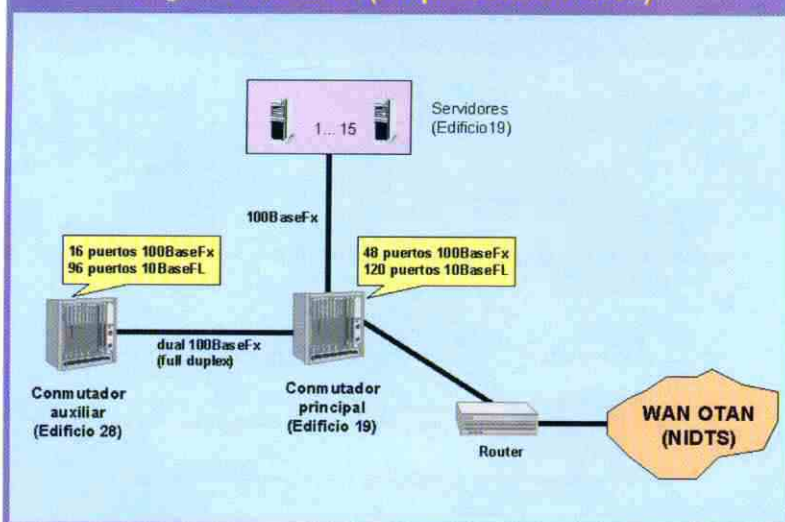 Servidores
(Edificio19)
1... 15
100BaseFx
16 puertos 100BaseFx
96 puertos 10BaseFL
48 puertos 100BaseFx
120 puertos 10BaseFL
dual 100BaseFx
(full duplex)
Conmutador
auxiliar
(Edificio 28)
Conmutador
principal
(Edificio 19)
Router
WAN OTAN
(NIDTS)